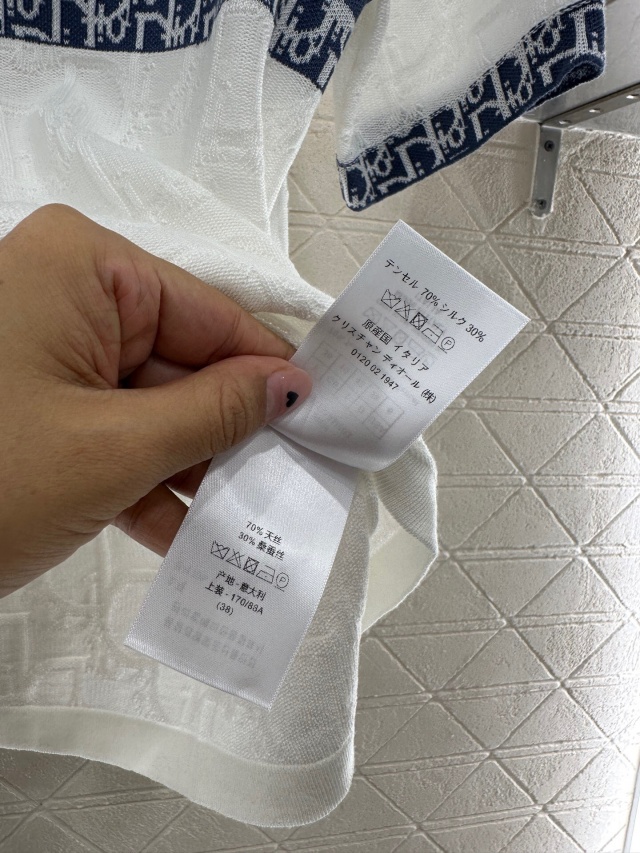 テンセル 70% シルク 30%
原産国 イタリア
クリスチャン ディオール (株)
0120 02 1947
70% 天丝
30% 桑蚕丝
产地 - 意大利
上装 - 170/88A
(38)